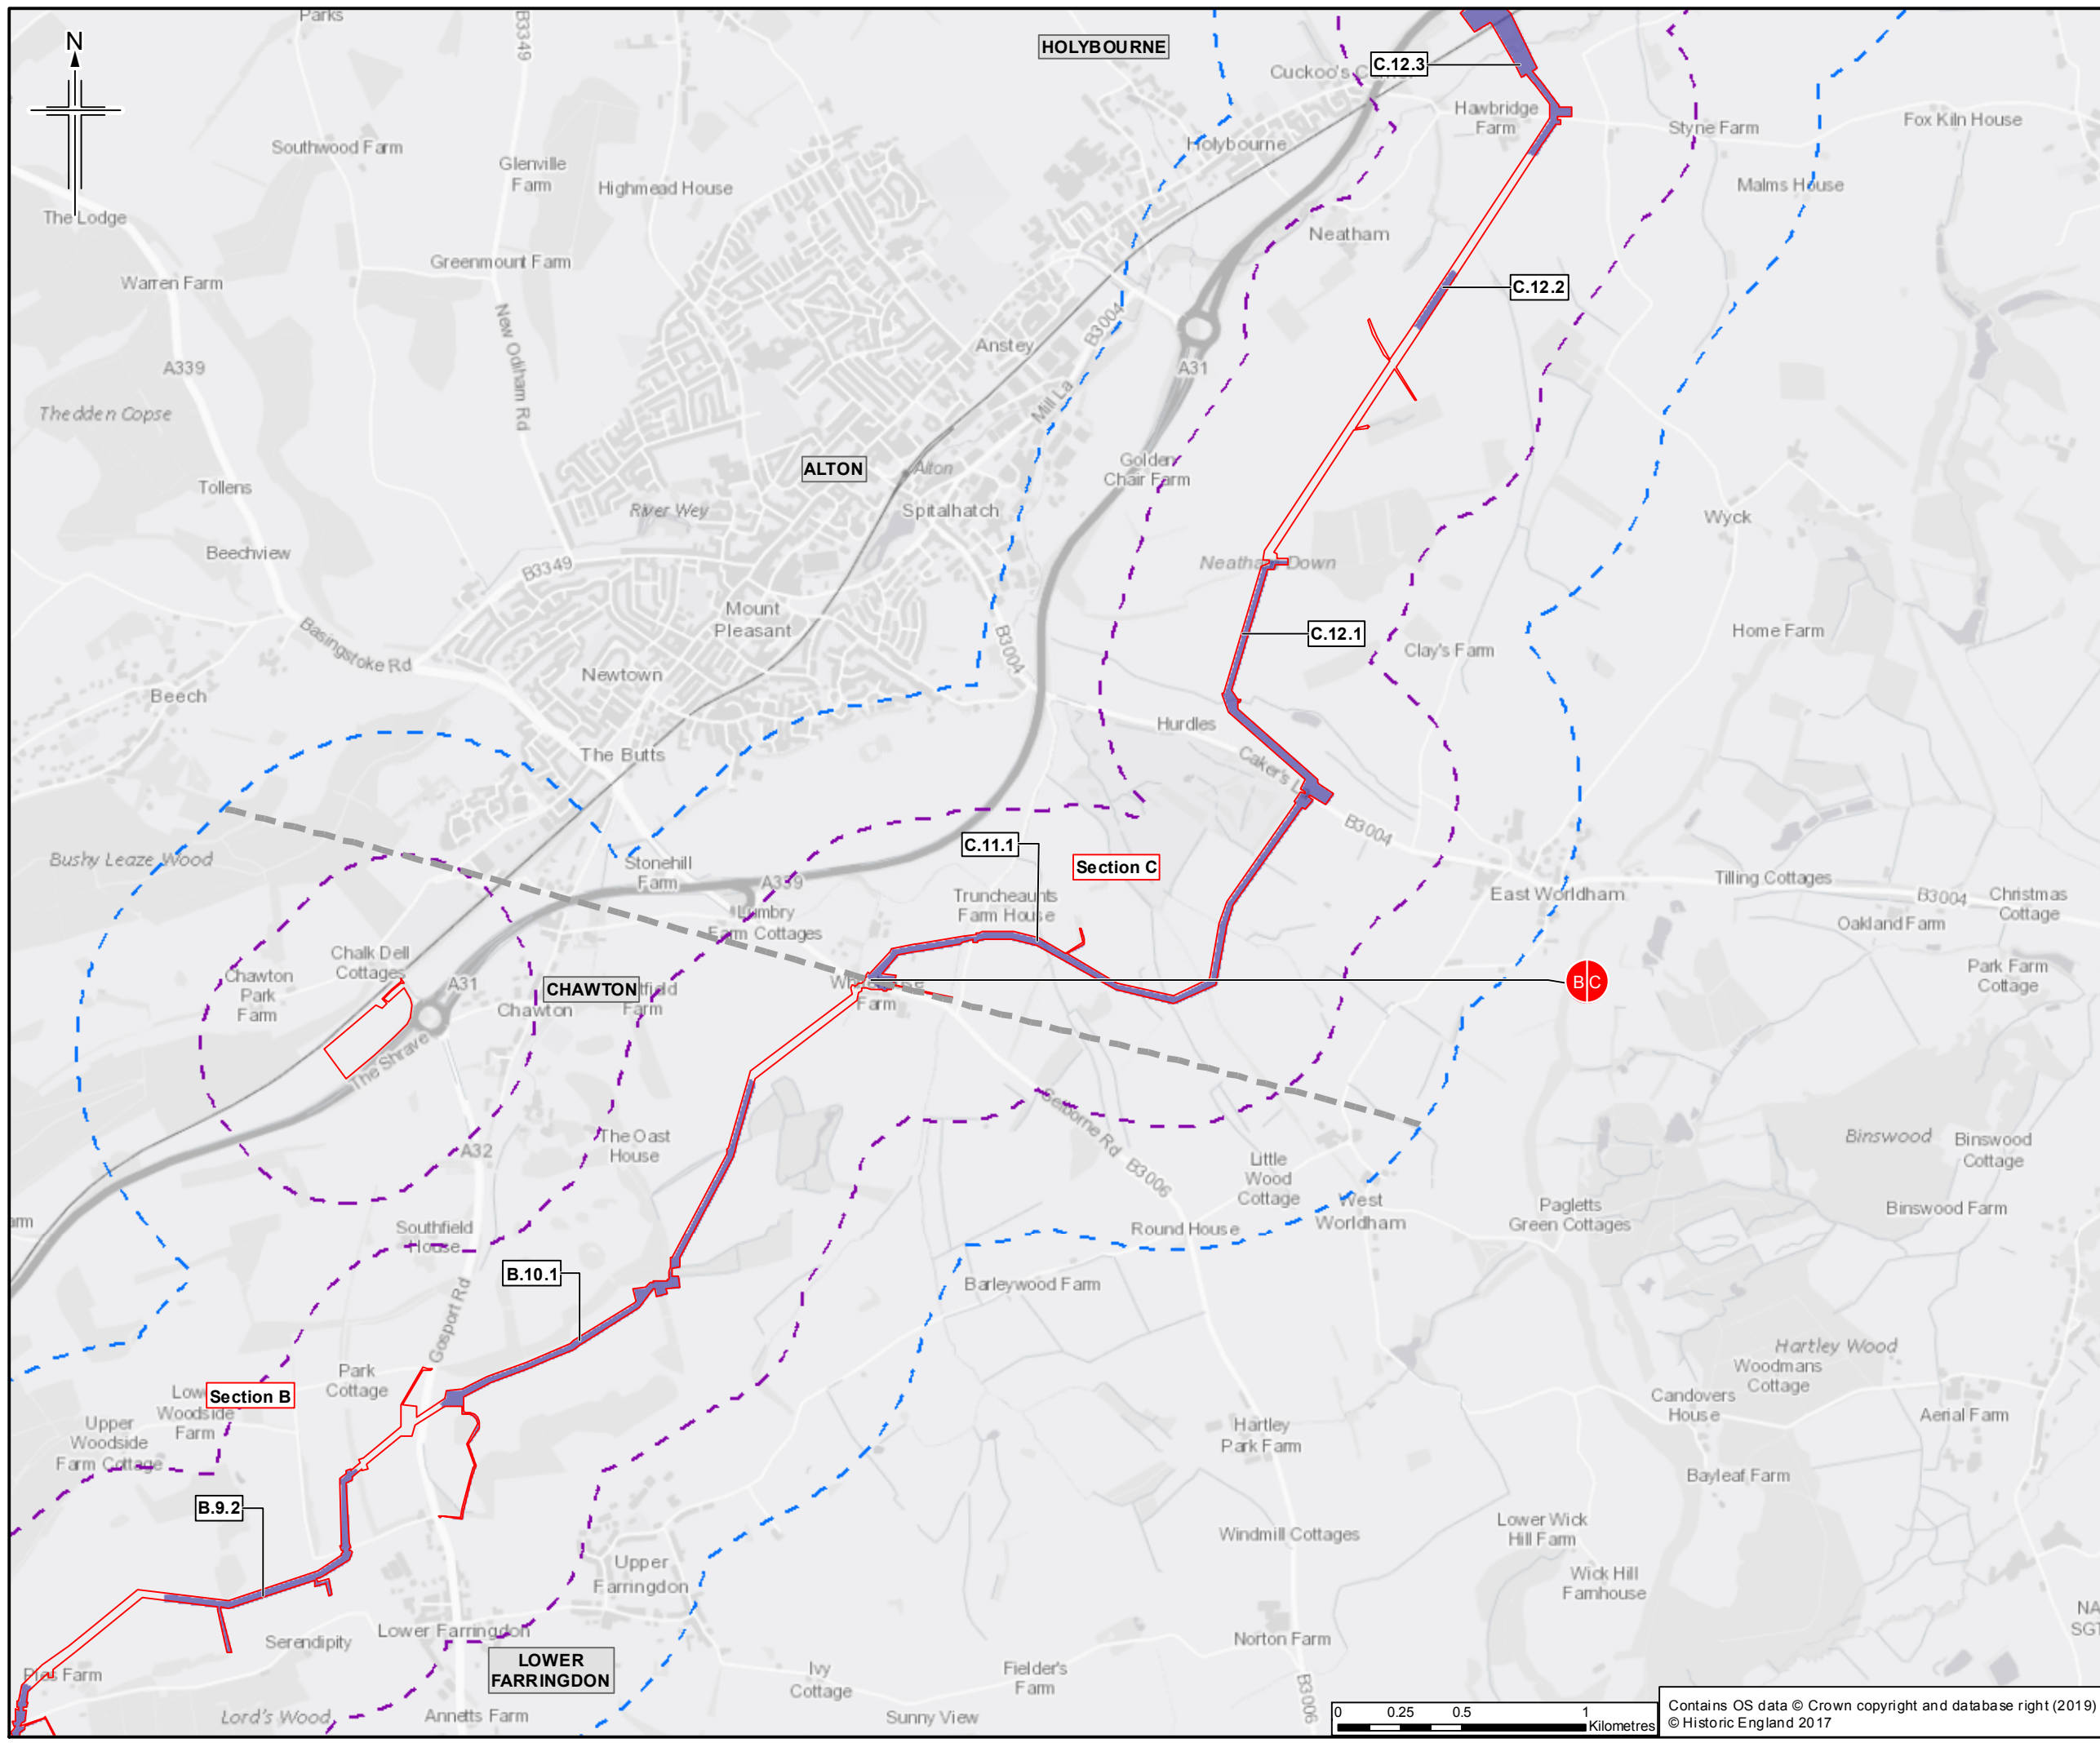 Parks
B3349
N
HOLYBOURNE
Cuckoo's
C.12.3
Hawbridge
Farm
Styne Farm
Fox Kiln House
Southwood Farm
Glenville
Farm
Highmead House
Holybourne
Malms House
The Lodge
Neatham
Greenmount Farm
Warren Farm
C.12.2
New Odiham Rd
B3004
Anstey
A31
A339
Mill La
Thedden Copse
ALTON
Alton
Golden
Chair Farm
Tollens
River Wey
Spitalhatch
Wyck
Beechview
B3349
Neatham Down
Mount
Pleasant
Basingstoke Rd
B3004
C.12.1
Home Farm
Clay's Farm
Newtown
Beech
Hurdles
The Butts
Caker's L
B3004
C.11.1
Section C
Bushy Leaze Wood
Stonehill
Farm
A339
Truncheaunts
Farm House
East Worldham
Tilling Cottages
B3004
Christmas
Cottage
Oakland Farm
Lumbry
Farm Cottages
Chalk Dell
Cottages
Chawton
Park
Farm
A31
CHAWTON
Chawton
Farm
Farm
B C
Park Farm
Cottage
The Shrave
Selborne Rd
B3006
The Oast
House
A32
Little
Wood
Cottage
Binswood
Binswood
Cottage
West
Worldham
Pagletts
Green Cottages
Binswood Farm
Southfield
House
Round House
B.10.1
Barleywood Farm
Gosport Rd
Hartley Wood
Woodmans
Cottage
Park
Cottage
Section B
Woodside
Farm
Candovers
House
Aerial Farm
Upper
Woodside
Farm Cottage
Hartley
Park Farm
Bayleaf Farm
B.9.2
Windmill Cottages
Lower Wick
Hill Farm
Upper
Farringdon
Wick Hill
Farmhouse
Lower Farringdon
Serendipity
Norton Farm
LOWER
FARRINGDON
Farm
Ivy
Cottage
Fielder's
Farm
Lord's Wood
Annetts Farm
Sunny View
B3006
0 0.25 0.5 1
Kilometres
Contains OS data © Crown copyright and database right (2019)
© Historic England 2017